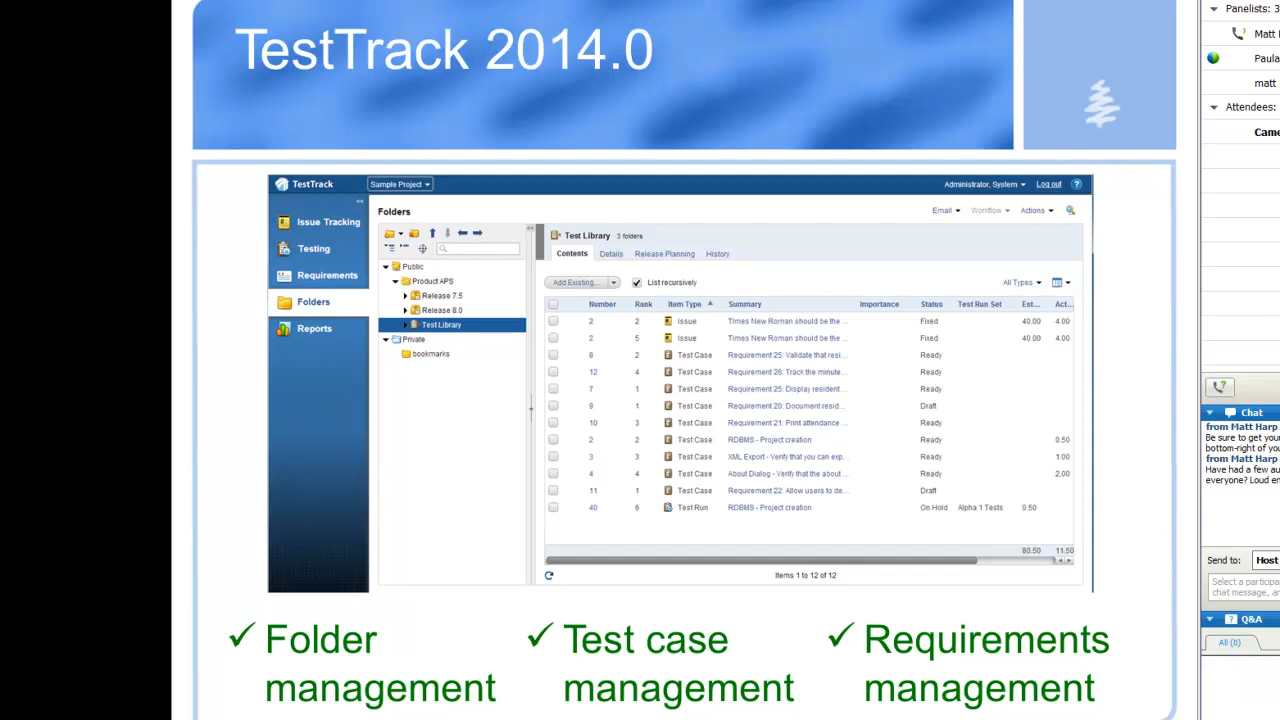 TestTrack 2014.0
TestTrack
Sample Project
Administrator, System
Log out
?
Issue Tracking
Testing
Requirements
Folders
Reports
Folders
Email
Workflow
Actions
Public
Product APS
Release 7.5
Release 8.0
Test Library
Private
bookmarks
Test Library 3 folders
Contents Details Release Planning History
Add Existing... List recursively All Types
Number Rank Item Type Summary Importance Status Test Run Set Est... Act...
2 2 Issue Times New Roman should be the ... Fixed 40.00 4.00
2 5 Issue Times New Roman should be the ... Fixed 40.00 4.00
8 2 Test Case Requirement 25: Validate that resi... Ready
12 4 Test Case Requirement 26: Track the minute... Ready
7 1 Test Case Requirement 25: Display resident... Ready
9 1 Test Case Requirement 20: Document resid... Draft
10 3 Test Case Requirement 21: Print attendance ... Ready
2 2 Test Case RDBMS - Project creation Ready 0.50
3 3 Test Case XML Export - Verify that you can exp... Ready 1.00
4 4 Test Case About Dialog - Verify that the about ... Ready 2.00
11 1 Test Case Requirement 22: Allow users to de... Draft
40 6 Test Run RDBMS - Project creation On Hold Alpha 1 Tests 0.50
80.50 11.50
Items 1 to 12 of 12
✓ Folder
management
✓ Test case
management
✓ Requirements
management
Panelists: 3
Matt
Paula
matt
Attendees:
Came
Chat
from Matt Harp
Be sure to get your
bottom-right of you
from Matt Harp
Have had a few au
everyone? Loud en
Send to: Host
Select a participa
chat message, an
? Q&A
All (0)